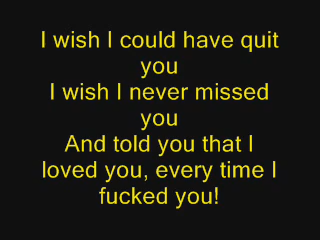 I wish I could have quit
you
I wish I never missed
you
And told you that I
loved you, every time I
fucked you!